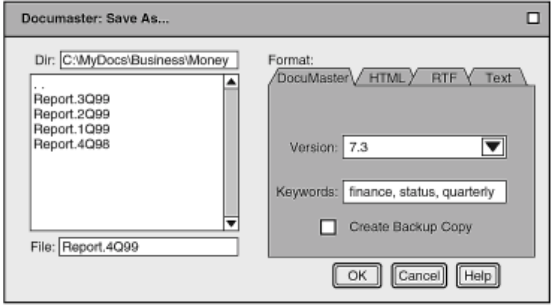 Documaster: Save As...
Dir: C:\MyDocs\Business\Money
. .
Report.3Q99
Report.2Q99
Report.1Q99
Report.4Q98
File: Report.4Q99
Format:
DocuMaster HTML RTF Text
Version: 7.3
Keywords: finance, status, quarterly
Create Backup Copy
OK Cancel Help